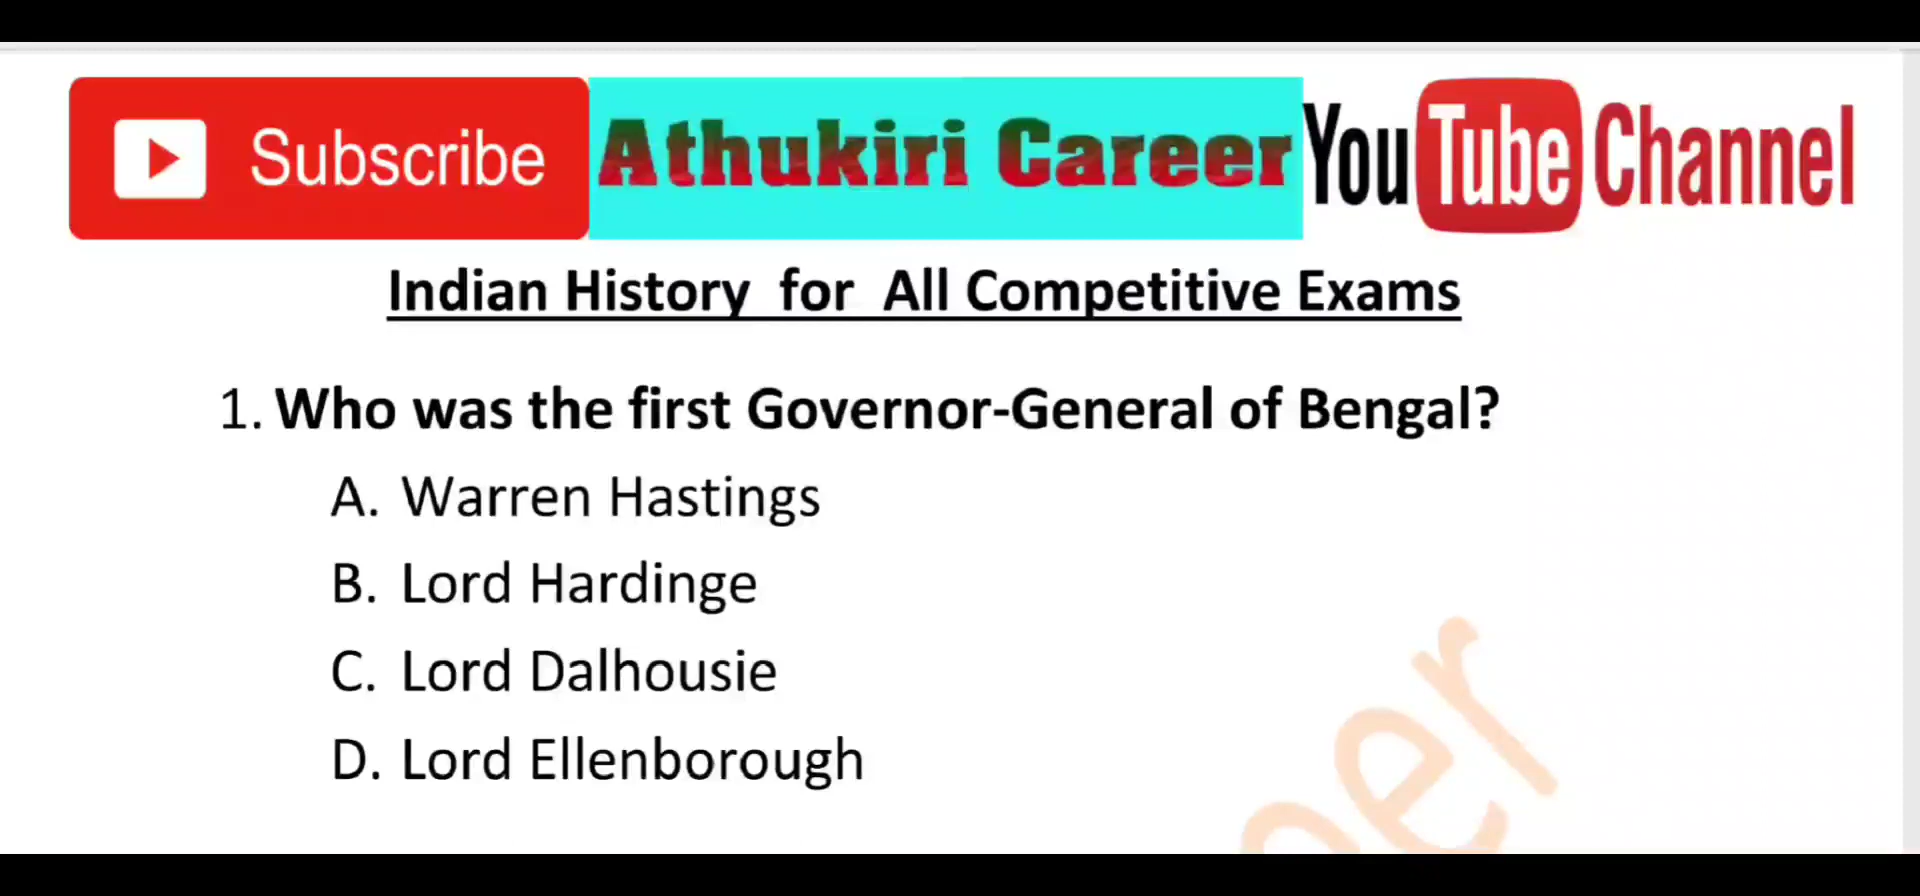 Subscribe Athukiri Career YouTube Channel
Indian History for All Competitive Exams
1. Who was the first Governor-General of Bengal?
A. Warren Hastings
B. Lord Hardinge
C. Lord Dalhousie
D. Lord Ellenborough